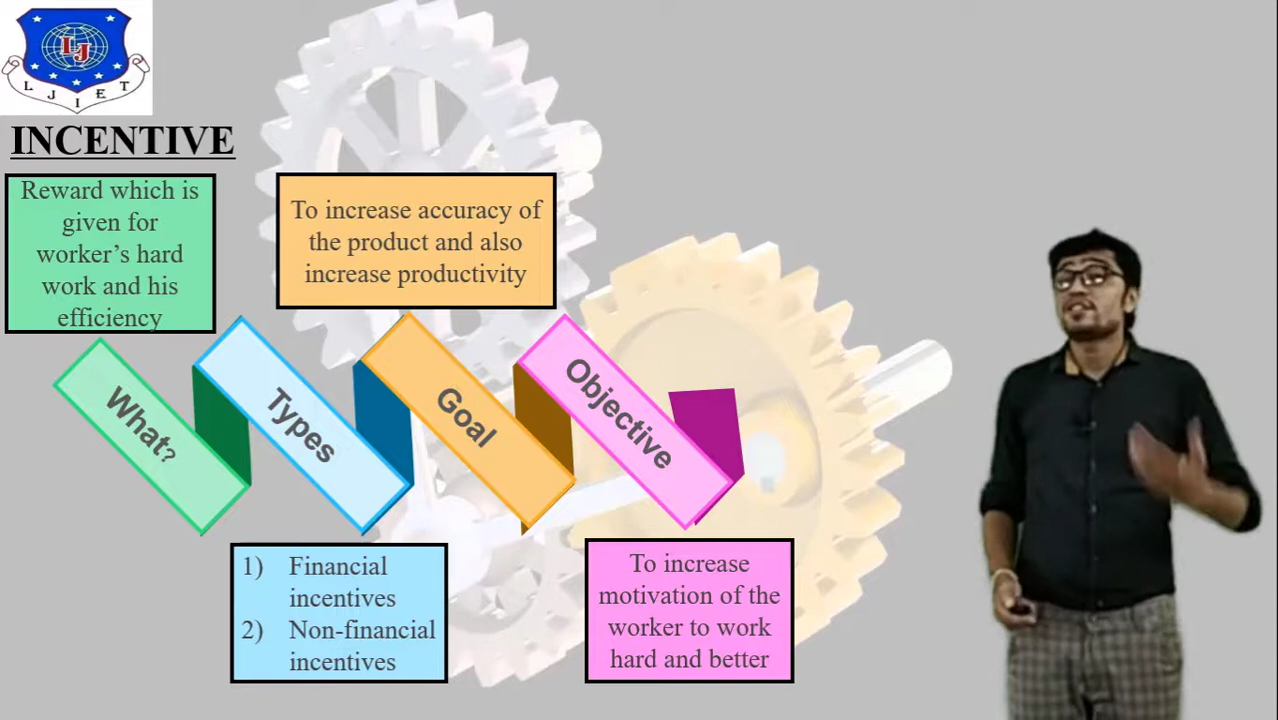 LJ
LJIET
INCENTIVE
Reward which is
given for
worker’s hard
work and his
efficiency
To increase accuracy of
the product and also
increase productivity
What?
Types
Goal
Objective
1) Financial
incentives
2) Non-financial
incentives
To increase
motivation of the
worker to work
hard and better